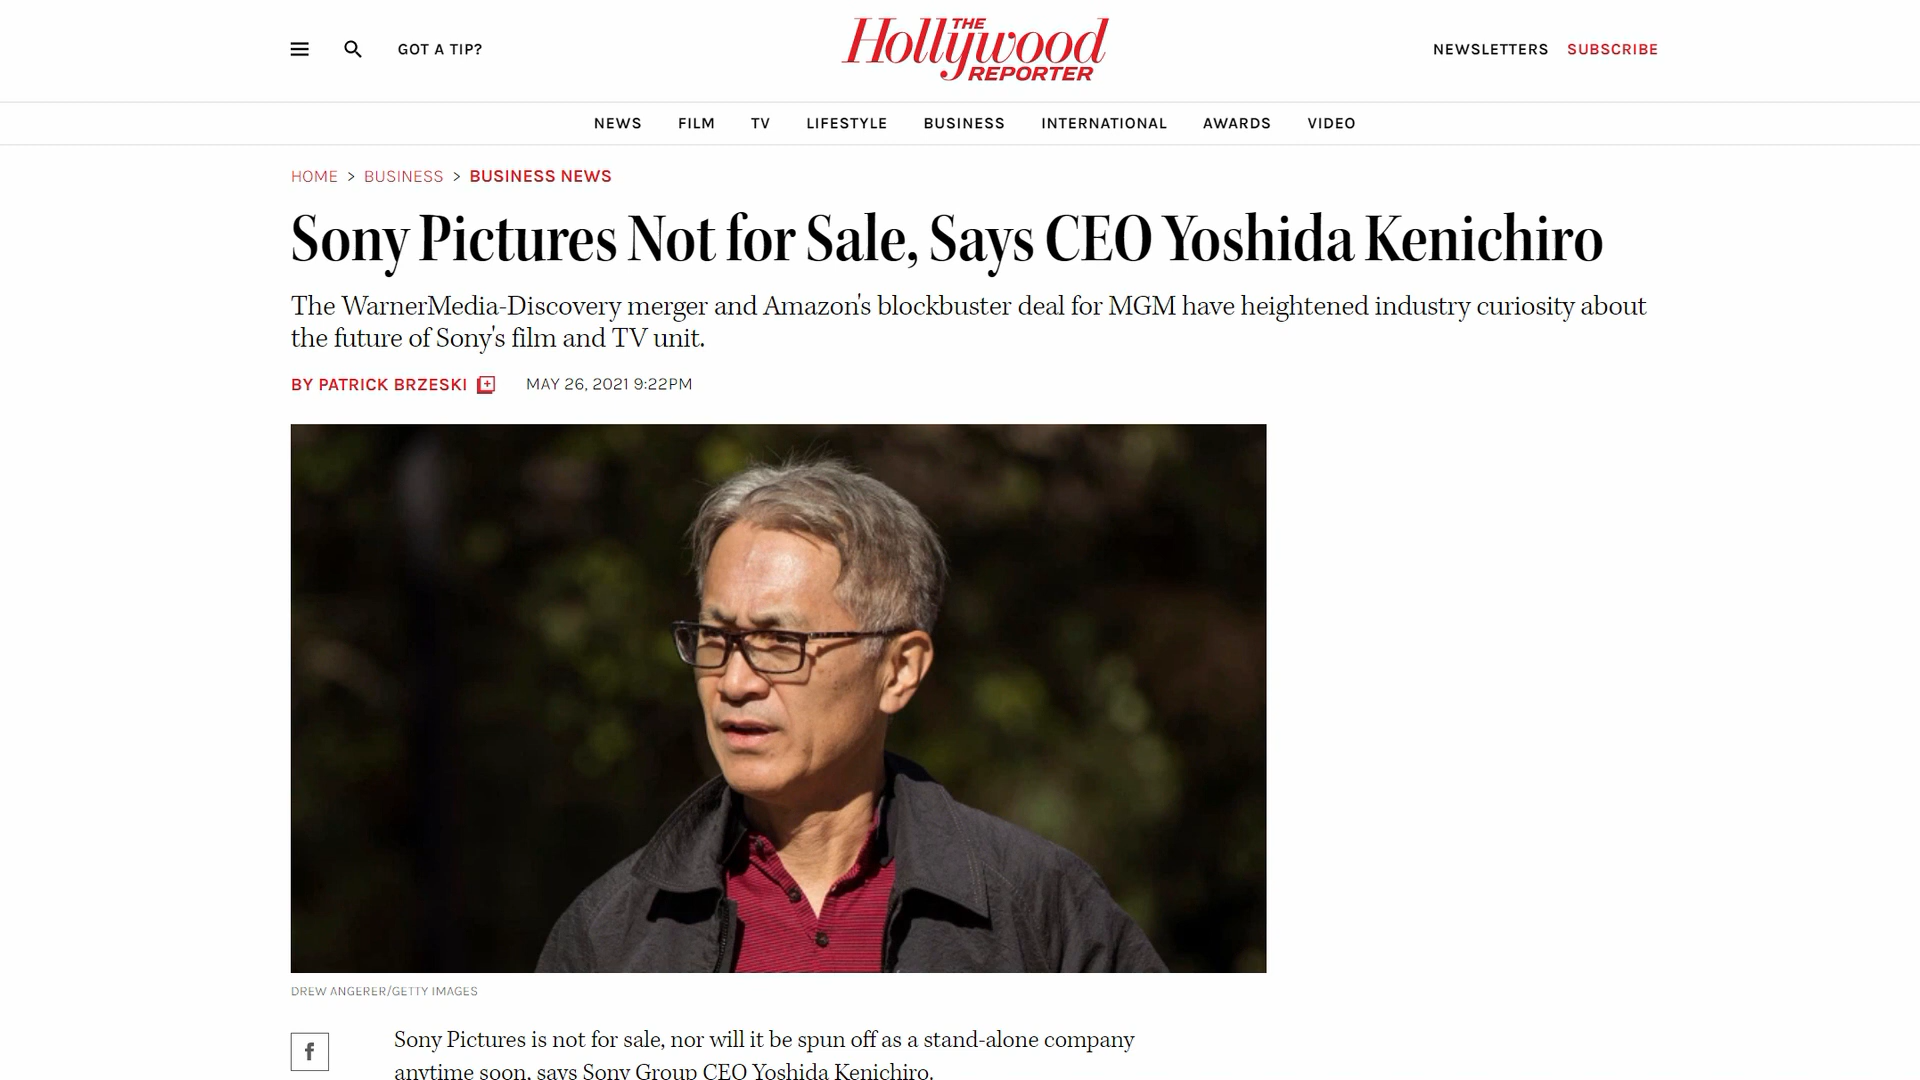 GOT A TIP?
THE
Hollywood
REPORTER
NEWSLETTERS SUBSCRIBE
NEWS FILM TV LIFESTYLE BUSINESS INTERNATIONAL AWARDS VIDEO
HOME > BUSINESS > BUSINESS NEWS
Sony Pictures Not for Sale, Says CEO Yoshida Kenichiro
The WarnerMedia-Discovery merger and Amazon's blockbuster deal for MGM have heightened industry curiosity about
the future of Sony's film and TV unit.
BY PATRICK BRZESKI MAY 26, 2021 9:22PM
DREW ANGERER/GETTY IMAGES
f
Sony Pictures is not for sale, nor will it be spun off as a stand-alone company
anytime soon, says Sony Group CEO Yoshida Kenichiro.